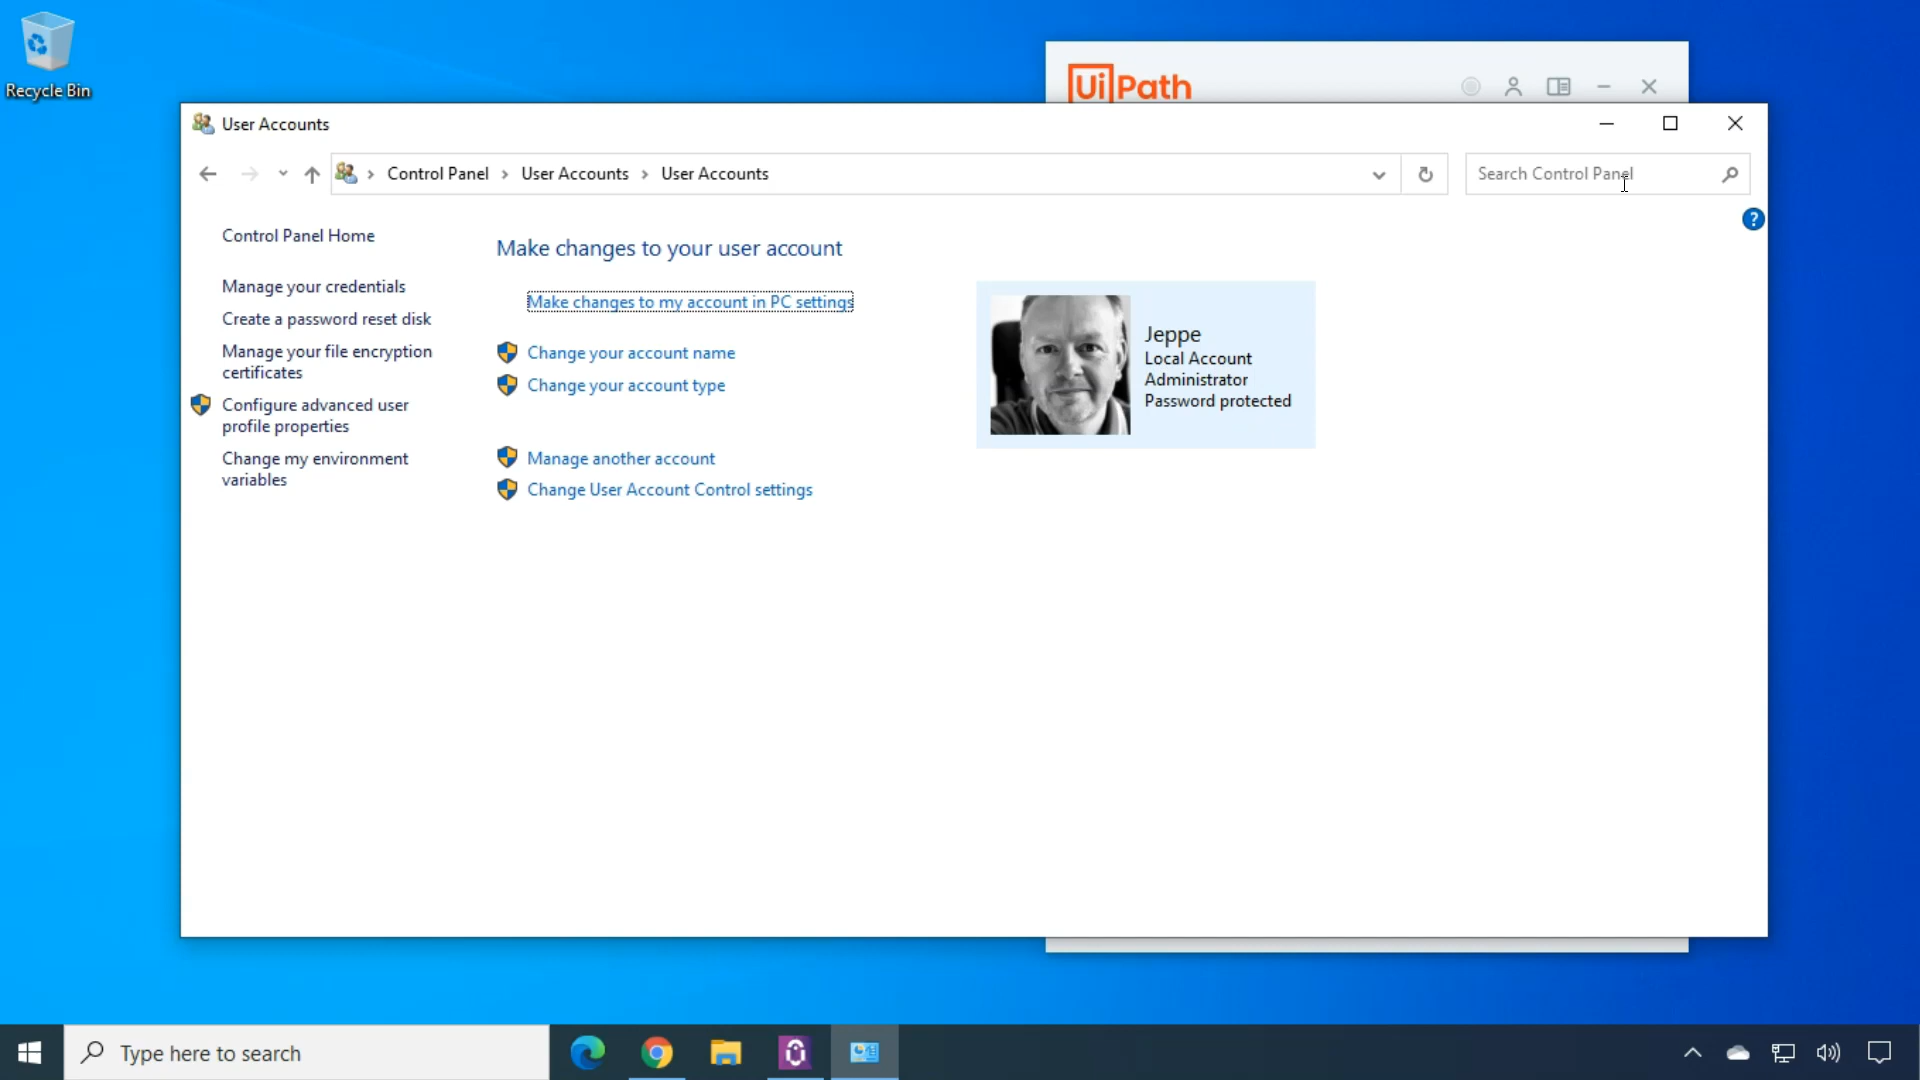 Recycle Bin
UiPath
User Accounts
Control Panel > User Accounts > User Accounts
Search Control Panel
Control Panel Home
Manage your credentials
Create a password reset disk
Manage your file encryption
certificates
Configure advanced user
profile properties
Change my environment
variables
Make changes to your user account
Make changes to my account in PC settings
Change your account name
Change your account type
Manage another account
Change User Account Control settings
Jeppe
Local Account
Administrator
Password protected
Type here to search